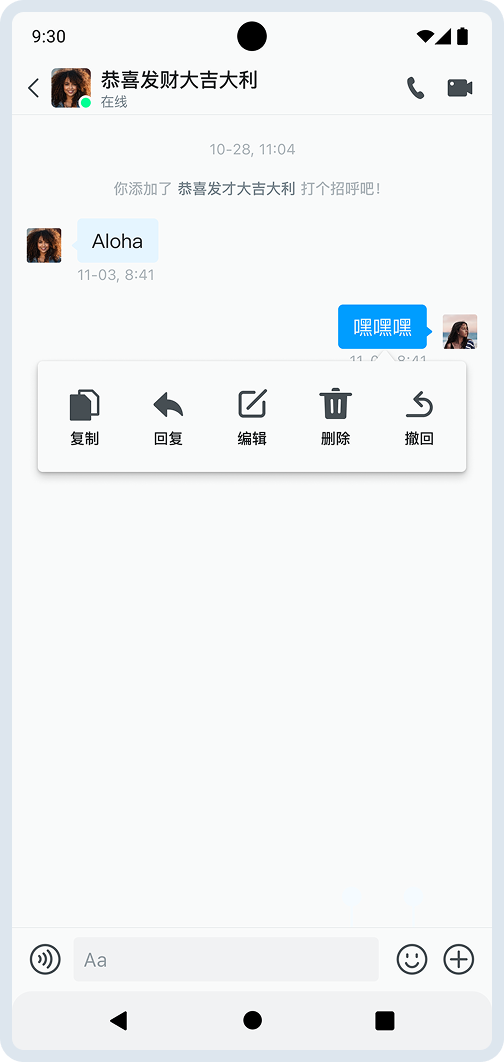 9:30
恭喜发财大吉大利
在线
10-28, 11:04
你添加了 恭喜发才大吉大利 打个招呼吧！
Aloha
11-03, 8:41
嘿嘿嘿
8:41
复制 回复 编辑 删除 撤回
Aa